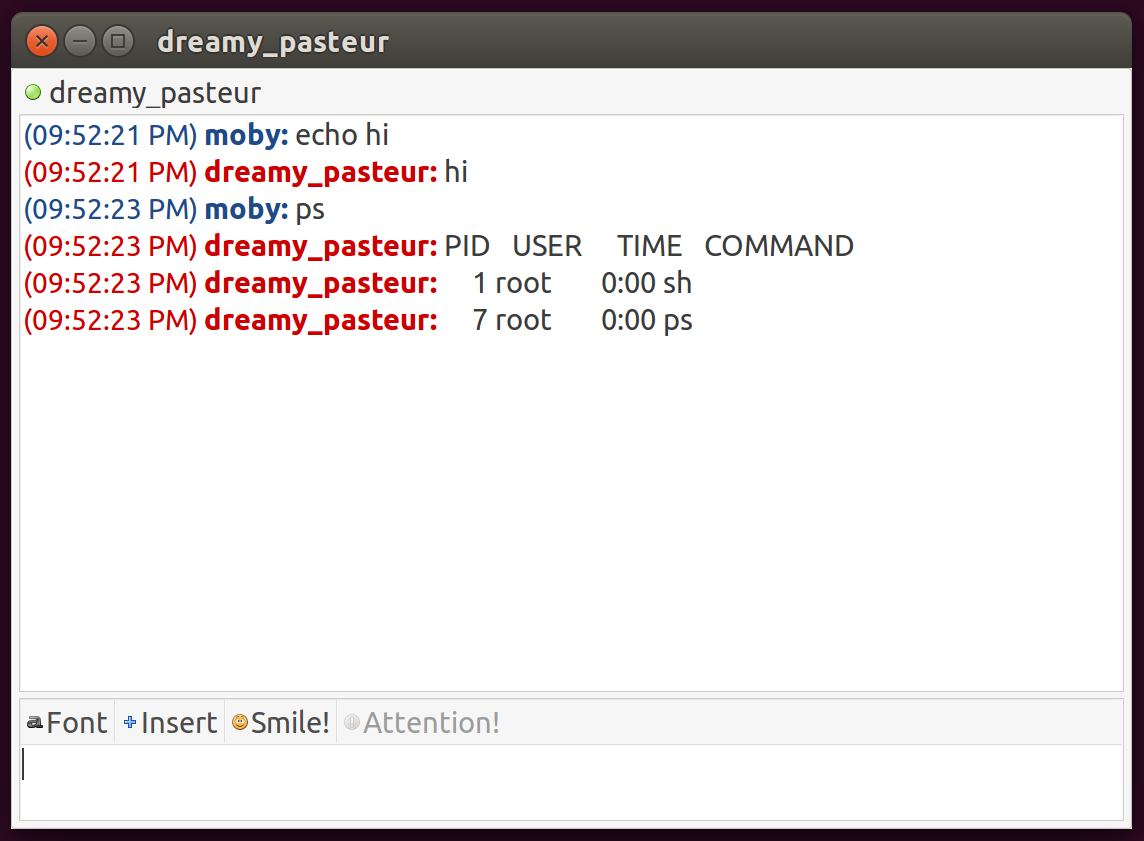 dreamy_pasteur
dreamy_pasteur
(09:52:21 PM) moby: echo hi
(09:52:21 PM) dreamy_pasteur: hi
(09:52:23 PM) moby: ps
(09:52:23 PM) dreamy_pasteur: PID   USER     TIME   COMMAND
(09:52:23 PM) dreamy_pasteur:     1 root       0:00 sh
(09:52:23 PM) dreamy_pasteur:     7 root       0:00 ps
Font Insert Smile! Attention!